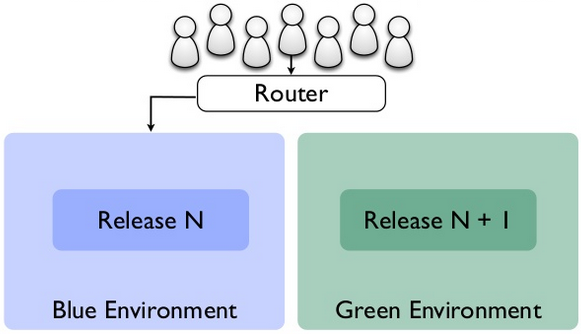 Router
Release N
Release N + 1
Blue Environment
Green Environment